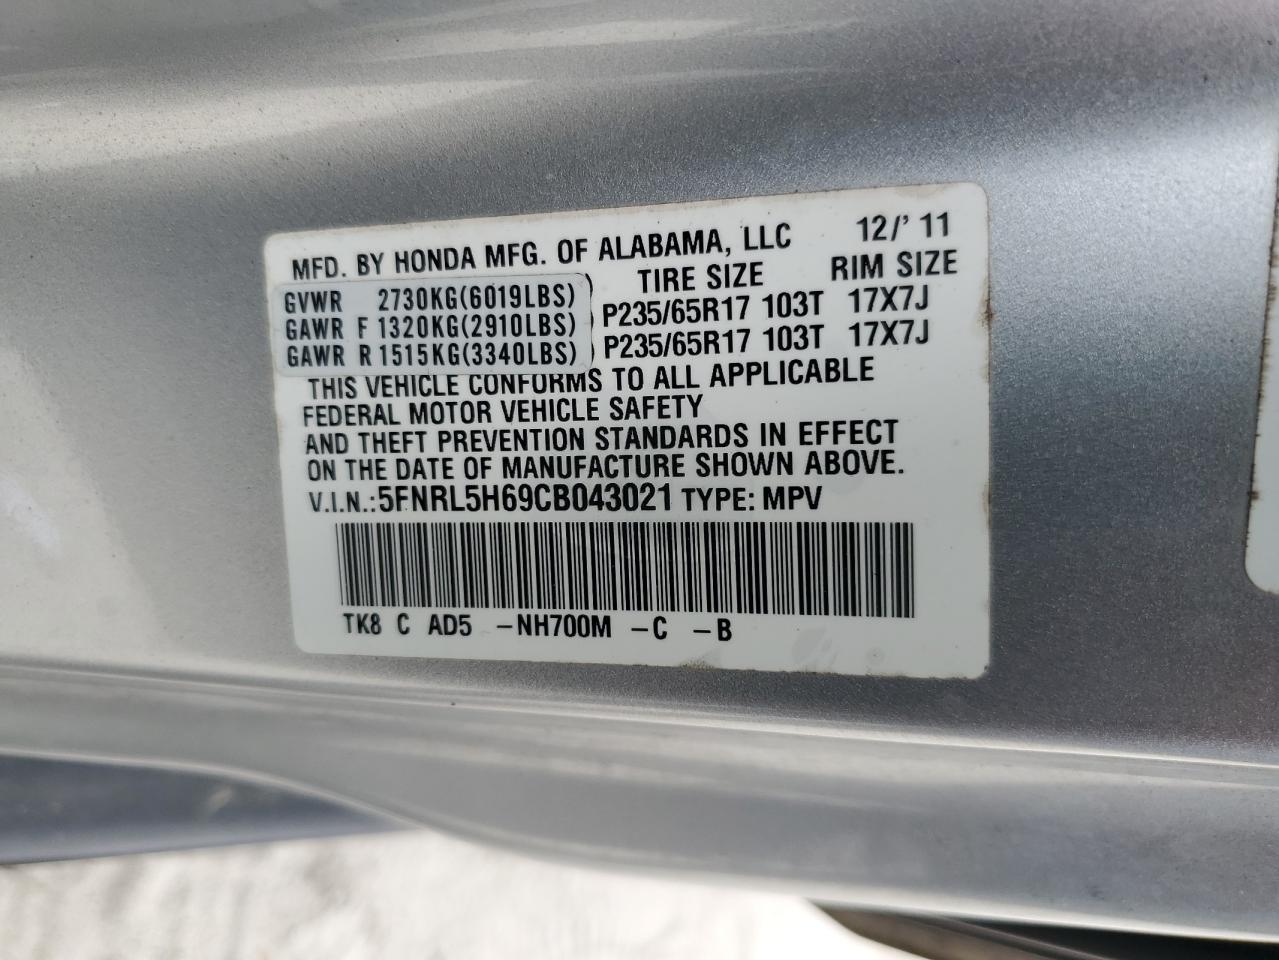 MFD. BY HONDA MFG. OF ALABAMA, LLC 12/' 11
TIRE SIZE RIM SIZE
GVWR 2730KG(6019LBS)
GAWR F 1320KG(2910LBS) P235/65R17 103T 17X7J
GAWR R 1515KG(3340LBS) P235/65R17 103T 17X7J
THIS VEHICLE CONFORMS TO ALL APPLICABLE
FEDERAL MOTOR VEHICLE SAFETY
AND THEFT PREVENTION STANDARDS IN EFFECT
ON THE DATE OF MANUFACTURE SHOWN ABOVE.
V.I.N.:5FNRL5H69CB043021 TYPE: MPV
TK8 C AD5 -NH700M -C -B